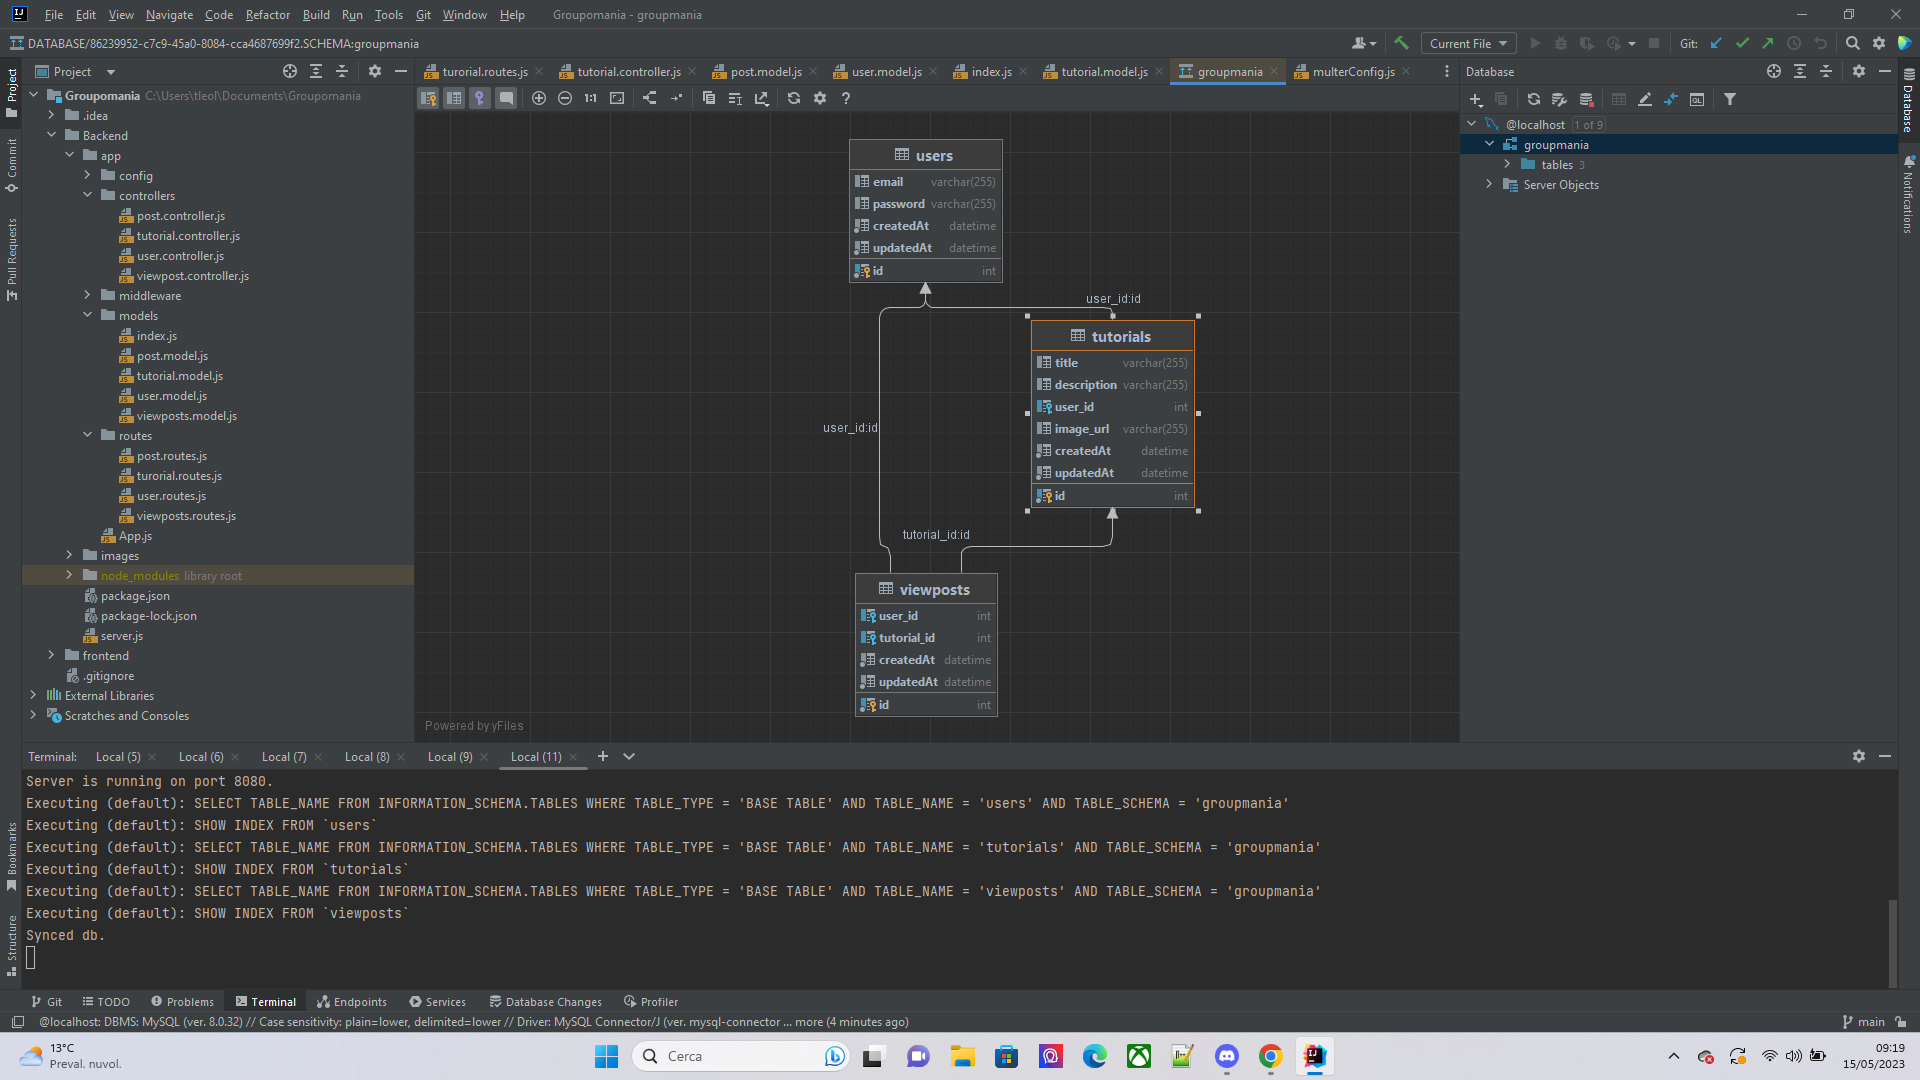 File Edit View Navigate Code Refactor Build Run Tools Git Window Help Groupomania - groupmania
DATABASE/86239952-c7c9-45a0-8084-cca4687699f2.SCHEMA:groupmania
Current File
Git:
Project
turorial.routes.js
tutorial.controller.js
post.model.js
user.model.js
index.js
tutorial.model.js
groupmania
multerConfig.js
Database
Project
Commit
Pull Requests
Bookmarks
Structure
Groupomania C:\Users\tleol\Documents\Groupomania
.idea
Backend
app
config
controllers
post.controller.js
tutorial.controller.js
user.controller.js
viewpost.controller.js
middleware
models
index.js
post.model.js
tutorial.model.js
user.model.js
viewposts.model.js
routes
post.routes.js
turorial.routes.js
user.routes.js
viewposts.routes.js
App.js
images
node_modules library root
package.json
package-lock.json
server.js
frontend
.gitignore
External Libraries
Scratches and Consoles
1:1
?
users
email varchar(255)
password varchar(255)
createdAt datetime
updatedAt datetime
id int
user_id:id
tutorials
title varchar(255)
description varchar(255)
user_id int
image_url varchar(255)
createdAt datetime
updatedAt datetime
id int
user_id:id
tutorial_id:id
viewposts
user_id int
tutorial_id int
createdAt datetime
updatedAt datetime
id int
Powered by yFiles
@localhost 1 of 9
groupmania
tables 3
Server Objects
Database
Notifications
Terminal: Local (5) Local (6) Local (7) Local (8) Local (9) Local (11)
Server is running on port 8080.
Executing (default): SELECT TABLE_NAME FROM INFORMATION_SCHEMA.TABLES WHERE TABLE_TYPE = 'BASE TABLE' AND TABLE_NAME = 'users' AND TABLE_SCHEMA = 'groupmania'
Executing (default): SHOW INDEX FROM `users`
Executing (default): SELECT TABLE_NAME FROM INFORMATION_SCHEMA.TABLES WHERE TABLE_TYPE = 'BASE TABLE' AND TABLE_NAME = 'tutorials' AND TABLE_SCHEMA = 'groupmania'
Executing (default): SHOW INDEX FROM `tutorials`
Executing (default): SELECT TABLE_NAME FROM INFORMATION_SCHEMA.TABLES WHERE TABLE_TYPE = 'BASE TABLE' AND TABLE_NAME = 'viewposts' AND TABLE_SCHEMA = 'groupmania'
Executing (default): SHOW INDEX FROM `viewposts`
Synced db.
Git TODO Problems Terminal Endpoints Services Database Changes Profiler
@localhost: DBMS: MySQL (ver. 8.0.32) // Case sensitivity: plain=lower, delimited=lower // Driver: MySQL Connector/J (ver. mysql-connector ... more (4 minutes ago)
main
13°C
Preval. nuvol.
Cerca
09:19
15/05/2023